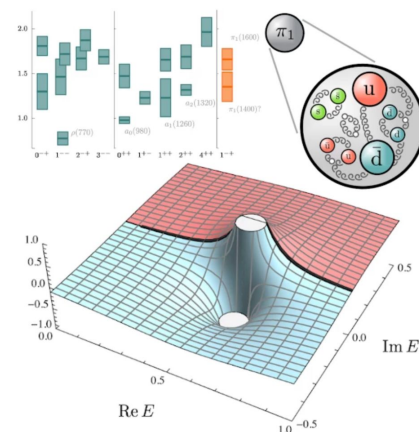 2.0
1.5
1.0
π₁(1600)
π₁(1400)?
ρ(770)
a₀(980)
a₁(1260)
a₂(1320)
0⁻⁺ 1⁻⁻ 2⁻⁺ 3⁻⁻ 0⁺⁺ 1⁺⁺ 2⁺⁺ 4⁺⁺ 1⁻⁺
π₁
u
s
s̄
d
d̄
ū
u
d̄
1.0
0.5
0.0
−0.5
−1.0
0.0
0.5
1.0
Re E
0.5
0.0
−0.5
Im E